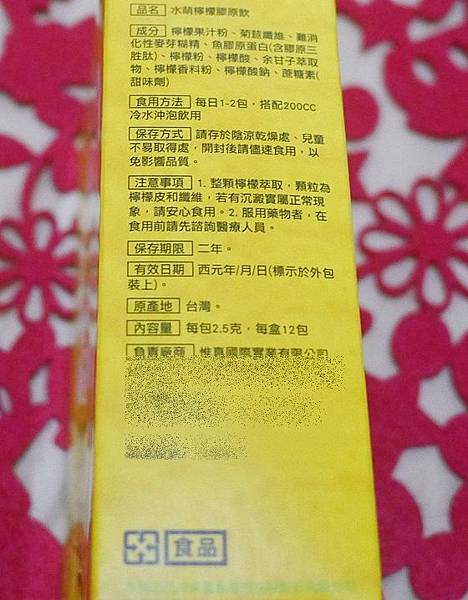 品名 水萌檸檬膠原飲
成分 檸檬果汁粉、菊苣纖維、難消
化性麥芽糊精、魚膠原蛋白(含膠原三
胜肽)、檸檬粉、檸檬酸、余甘子萃取
物、檸檬香料粉、檸檬酸鈉、蔗糖素(
甜味劑)
食用方法 每日1-2包，搭配200CC
冷水沖泡飲用
保存方式 請存於陰涼乾燥處、兒童
不易取得處，開封後請儘速食用，以
免影響品質。
注意事項 1. 整顆檸檬萃取，顆粒為
檸檬皮和纖維，若有沉澱實屬正常現
象，請安心食用。2. 服用藥物者，在
食用前請先諮詢醫療人員。
保存期限 二年。
有效日期 西元年/月/日(標示於外包
裝上)。
原產地 台灣。
內容量 每包2.5克，每盒12包
負責廠商 惟真國際實業有限公司
食品